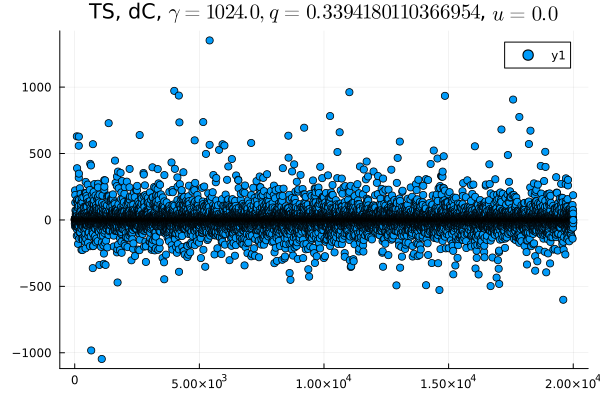 TS, dC, γ = 1024.0, q = 0.3394180110366954, u = 0.0
y1
1000
500
0
−500
−1000
0 5.00×10³ 1.00×10⁴ 1.50×10⁴ 2.00×10⁴